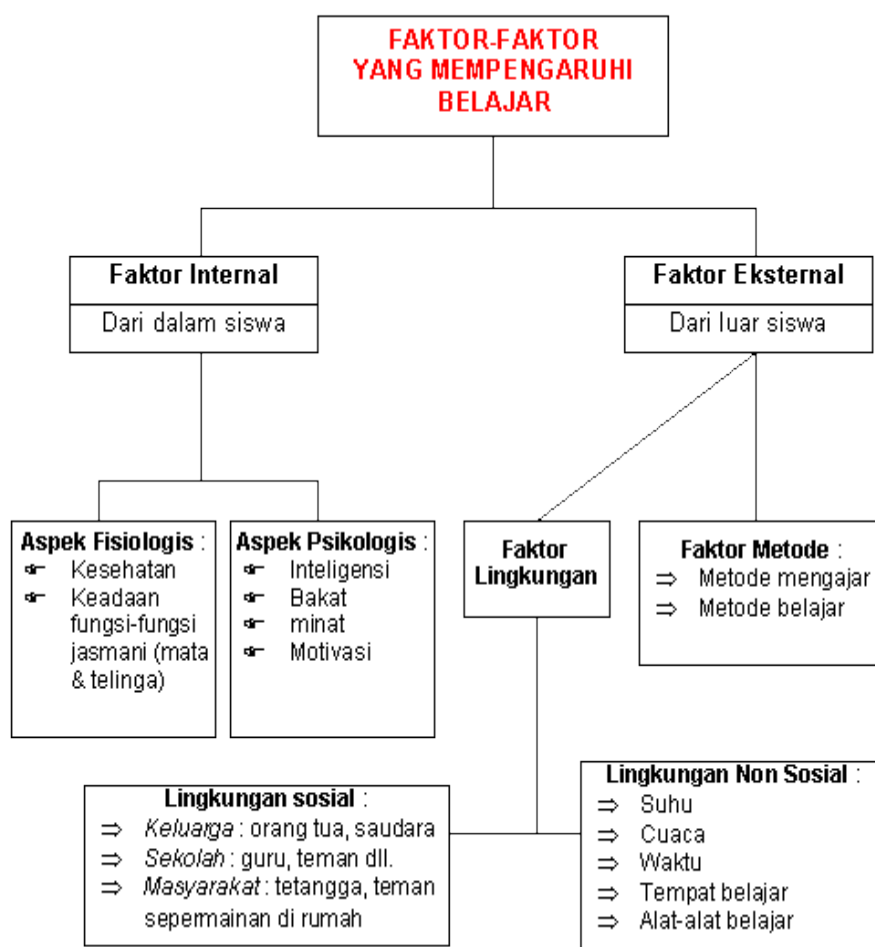 FAKTOR-FAKTOR
YANG MEMPENGARUHI
BELAJAR
Faktor Internal
Dari dalam siswa
Faktor Eksternal
Dari luar siswa
Aspek Fisiologis :
Kesehatan
Keadaan
fungsi-fungsi
jasmani (mata
& telinga)
Aspek Psikologis :
Inteligensi
Bakat
minat
Motivasi
Faktor
Lingkungan
Faktor Metode :
⇒ Metode mengajar
⇒ Metode belajar
Lingkungan sosial :
⇒ Keluarga : orang tua, saudara
⇒ Sekolah : guru, teman dll.
⇒ Masyarakat : tetangga, teman
sepermainan di rumah
Lingkungan Non Sosial :
⇒ Suhu
⇒ Cuaca
⇒ Waktu
⇒ Tempat belajar
⇒ Alat-alat belajar